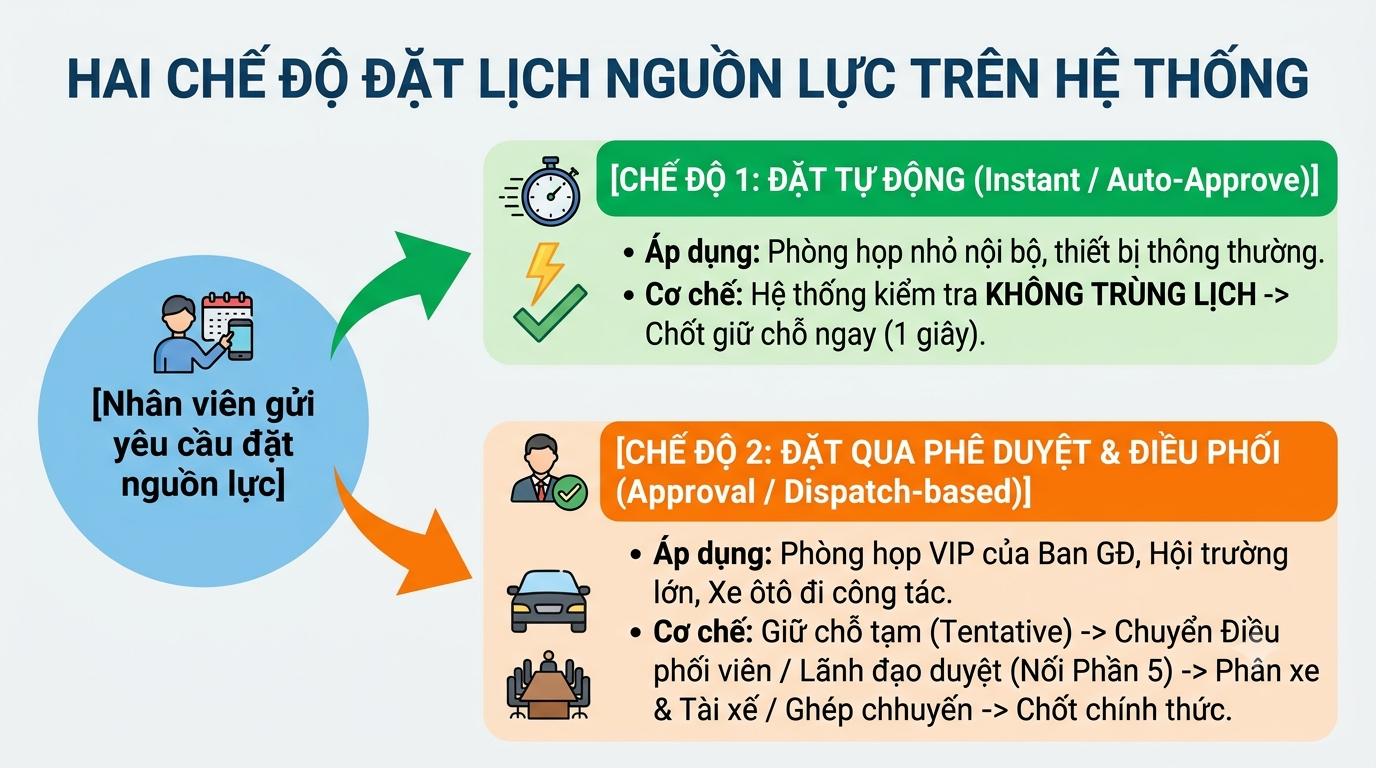 HAI CHẾ ĐỘ ĐẶT LỊCH NGUỒN LỰC TRÊN HỆ THỐNG
[Nhân viên gửi
yêu cầu đặt
nguồn lực]
[CHẾ ĐỘ 1: ĐẶT TỰ ĐỘNG (Instant / Auto-Approve)]
• Áp dụng: Phòng họp nhỏ nội bộ, thiết bị thông thường.
• Cơ chế: Hệ thống kiểm tra KHÔNG TRÙNG LỊCH ->
Chốt giữ chỗ ngay (1 giây).
[CHẾ ĐỘ 2: ĐẶT QUA PHÊ DUYỆT & ĐIỀU PHỐI
(Approval / Dispatch-based)]
• Áp dụng: Phòng họp VIP của Ban GĐ, Hội trường
lớn, Xe ôtô đi công tác.
• Cơ chế: Giữ chỗ tạm (Tentative) -> Chuyển Điều
phối viên / Lãnh đạo duyệt (Nối Phần 5) -> Phân xe
& Tài xế / Ghép chhuyến -> Chốt chính thức.